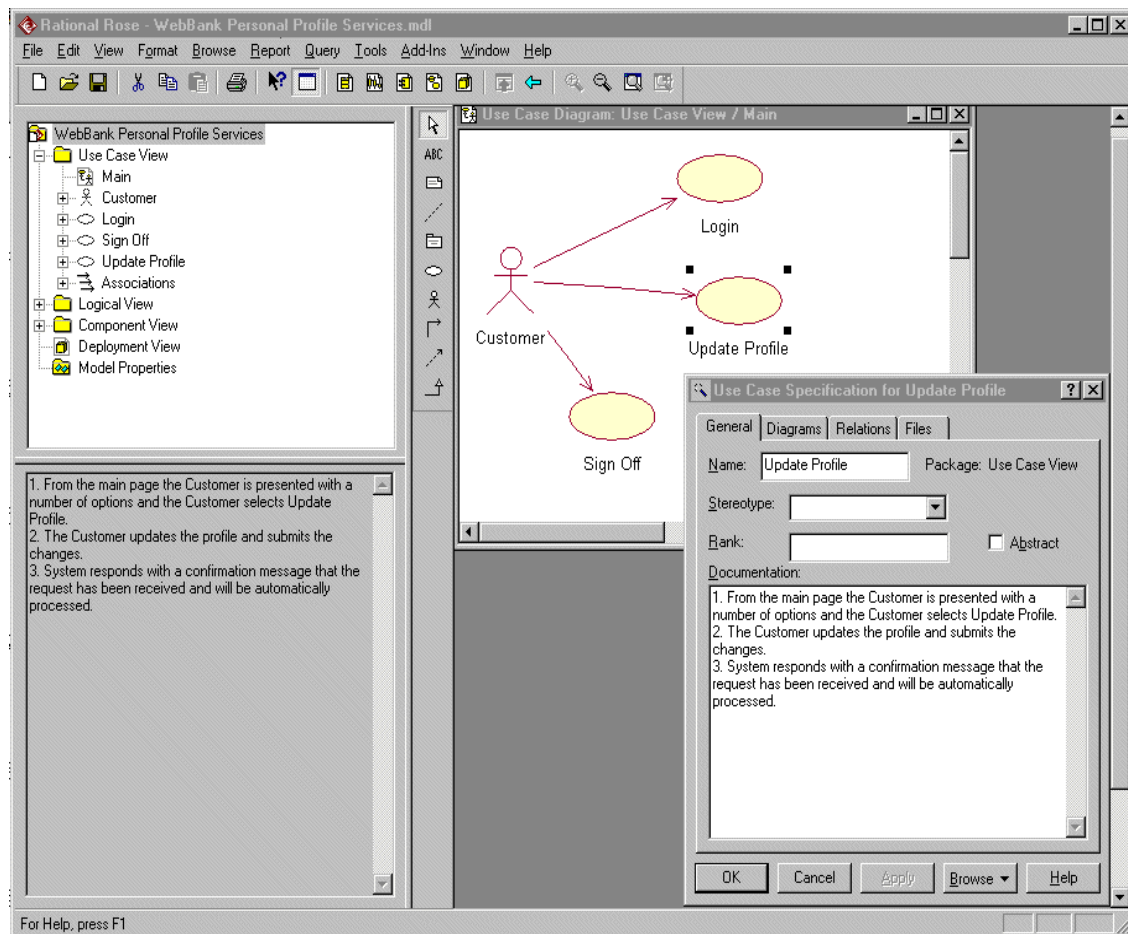 Rational Rose - WebBank Personal Profile Services.mdl
File Edit View Format Browse Report Query Tools Add-Ins Window Help
WebBank Personal Profile Services
Use Case View
Main
Customer
Login
Sign Off
Update Profile
Associations
Logical View
Component View
Deployment View
Model Properties
1. From the main page the Customer is presented with a
number of options and the Customer selects Update
Profile.
2. The Customer updates the profile and submits the
changes.
3. System responds with a confirmation message that the
request has been received and will be automatically
processed.
ABC
Use Case Diagram: Use Case View / Main
Login
Customer
Update Profile
Sign Off
Use Case Specification for Update Profile
General Diagrams Relations Files
Name: Update Profile Package: Use Case View
Stereotype:
Rank: Abstract
Documentation:
1. From the main page the Customer is presented with a
number of options and the Customer selects Update Profile.
2. The Customer updates the profile and submits the
changes.
3. System responds with a confirmation message that the
request has been received and will be automatically
processed.
OK Cancel Apply Browse Help
For Help, press F1